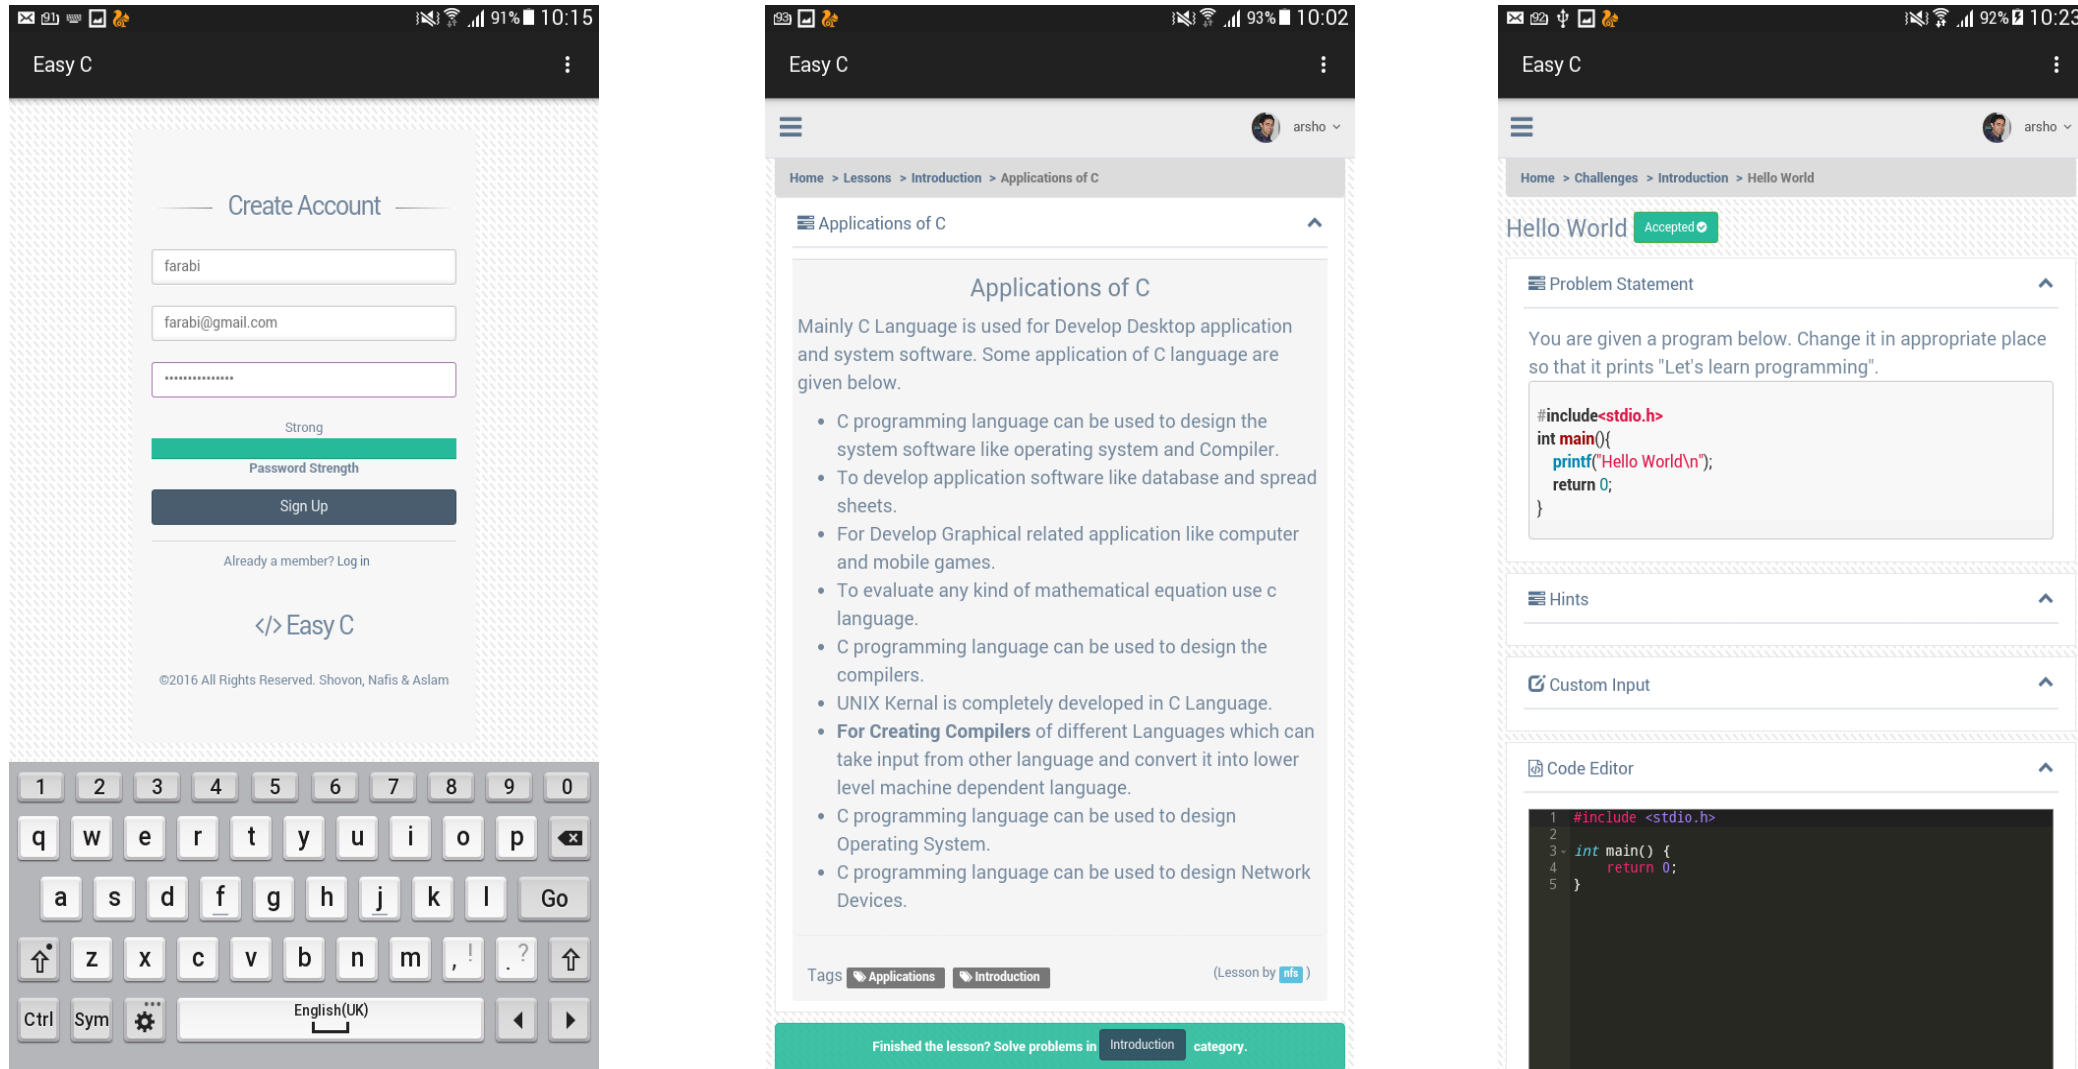 91 91% 10:15
Easy C
Create Account
farabi
farabi@gmail.com
•••••••••••••••
Strong
Password Strength
Sign Up
Already a member? Log in
</> Easy C
©2016 All Rights Reserved. Shovon, Nafis & Aslam
1 2 3 4 5 6 7 8 9 0
q w e r t y u i o p
a s d f g h j k l Go
z x c v b n m , ! . ?
Ctrl Sym English(UK)
93 93% 10:02
Easy C
arsho
Home > Lessons > Introduction > Applications of C
Applications of C
Applications of C
Mainly C Language is used for Develop Desktop application
and system software. Some application of C language are
given below.
• C programming language can be used to design the
system software like operating system and Compiler.
• To develop application software like database and spread
sheets.
• For Develop Graphical related application like computer
and mobile games.
• To evaluate any kind of mathematical equation use c
language.
• C programming language can be used to design the
compilers.
• UNIX Kernal is completely developed in C Language.
• For Creating Compilers of different Languages which can
take input from other language and convert it into lower
level machine dependent language.
• C programming language can be used to design
Operating System.
• C programming language can be used to design Network
Devices.
Tags Applications Introduction (Lesson by nfs )
Finished the lesson? Solve problems in Introduction category.
92 92% 10:23
Easy C
arsho
Home > Challenges > Introduction > Hello World
Hello World Accepted
Problem Statement
You are given a program below. Change it in appropriate place
so that it prints "Let's learn programming".
#include<stdio.h>
int main(){
printf("Hello World\n");
return 0;
}
Hints
Custom Input
Code Editor
1 #include <stdio.h>
2
3 int main() {
4 return 0;
5 }